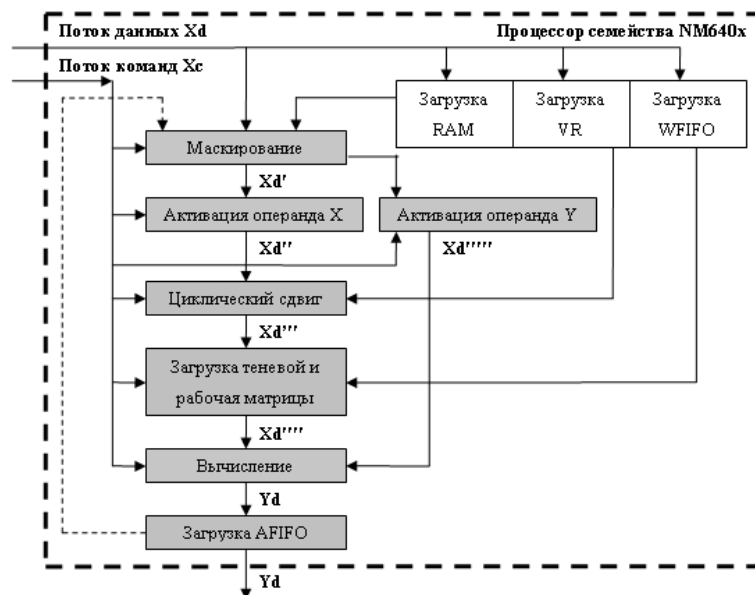 Поток данных Xd
Процессор семейства NM640x
Поток команд Xc
Загрузка
RAM
Загрузка
VR
Загрузка
WFIFO
Маскирование
Xd'
Активация операнда X
Активация операнда Y
Xd''
Xd'''''
Циклический сдвиг
Xd'''
Загрузка теневой и
рабочая матрицы
Xd''''
Вычисление
Yd
Загрузка AFIFO
Yd